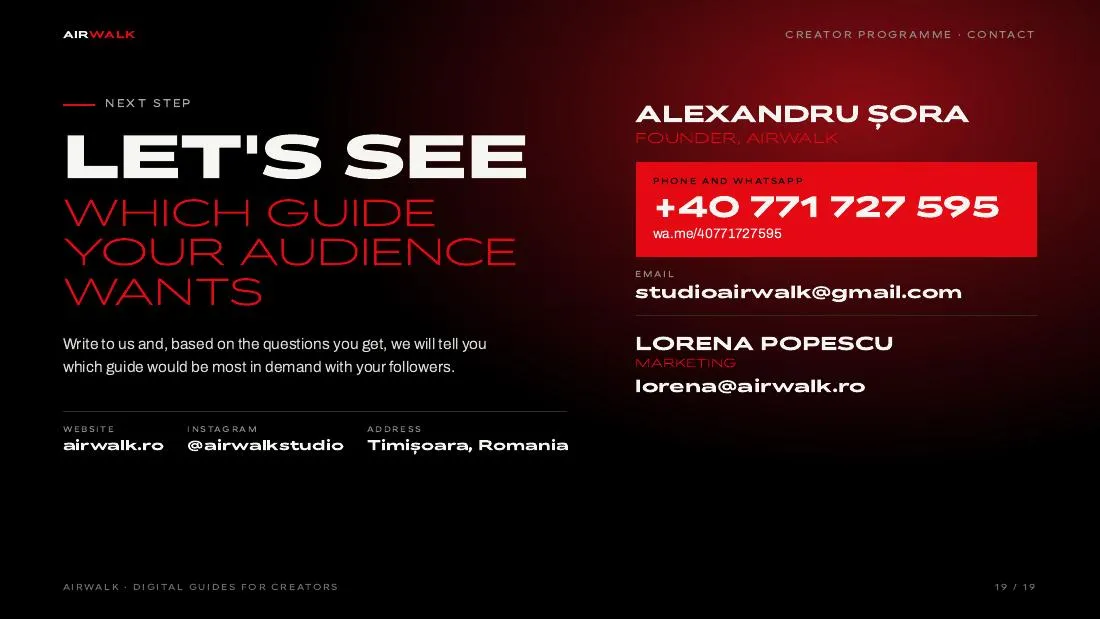 AIRWALK
CREATOR PROGRAMME · CONTACT
NEXT STEP
LET'S SEE
WHICH GUIDE
YOUR AUDIENCE
WANTS
Write to us and, based on the questions you get, we will tell you
which guide would be most in demand with your followers.
WEBSITE
airwalk.ro
INSTAGRAM
@airwalkstudio
ADDRESS
Timișoara, Romania
ALEXANDRU ȘORA
FOUNDER, AIRWALK
PHONE AND WHATSAPP
+40 771 727 595
wa.me/40771727595
EMAIL
studioairwalk@gmail.com
LORENA POPESCU
MARKETING
lorena@airwalk.ro
AIRWALK · DIGITAL GUIDES FOR CREATORS
19 / 19